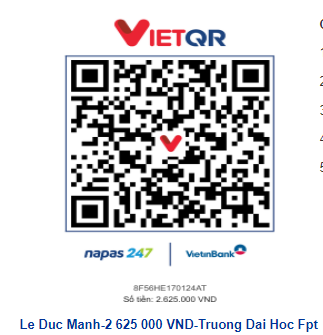 VIETQR
napas 247
VietinBank
8F56HE170124AT
Số tiền: 2.625.000 VND
Le Duc Manh-2 625 000 VND-Truong Dai Hoc Fpt